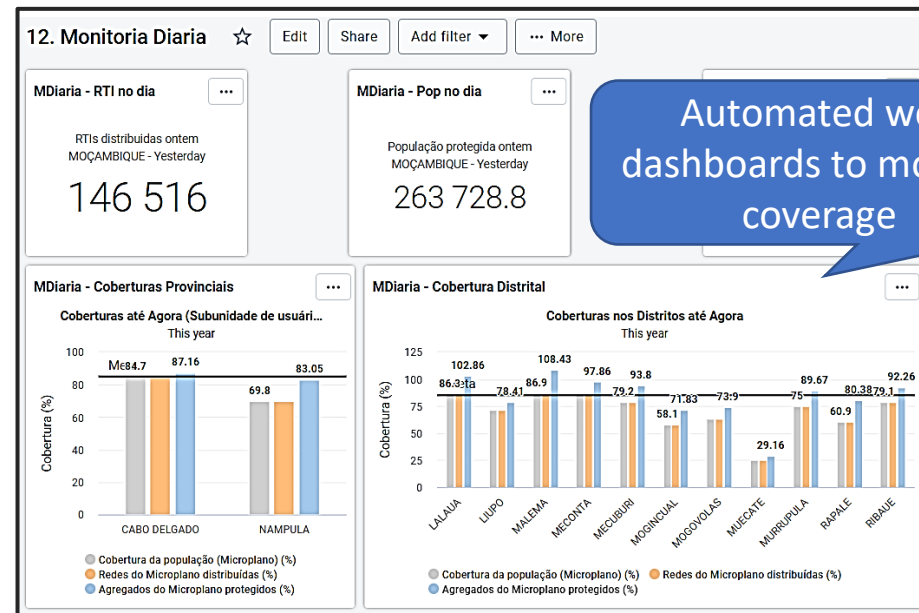 12. Monitoria Diaria
Edit
Share
Add filter
More
MDiaria - RTI no dia
RTIs distribuidas ontem
MOÇAMBIQUE - Yesterday
146 516
MDiaria - Pop no dia
População protegida ontem
MOÇAMBIQUE - Yesterday
263 728.8
Automated
dashboards to
coverage
MDiaria - Coberturas Provinciais
Coberturas até Agora (Subunidade de usuári...
This year
Cobertura (%)
100
80
60
40
20
0
84.7
87.16
69.8
83.05
CABO DELGADO
NAMPULA
Cobertura da população (Microplano) (%)
Redes do Microplano distribuídas (%)
Agregados do Microplano protegidos (%)
MDiaria - Cobertura Distrital
Coberturas nos Distritos até Agora
This year
Cobertura (%)
125
100
75
50
25
0
102.86
78.41
86.9
108.43
97.86
79.2
93.8
58.1
71.83
73.9
29.16
75
89.67
60.9
80.38
79.1
92.26
LALAUA
LIUPO
MALEMA
MECONTA
MECUBURI
MOGINCUAL
MOGOVOLAS
MUECATE
MURRUPULA
RAPALE
RIBAUE
Cobertura da população (Microplano) (%)
Redes do Microplano distribuídas (%)
Agregados do Microplano protegidos (%)